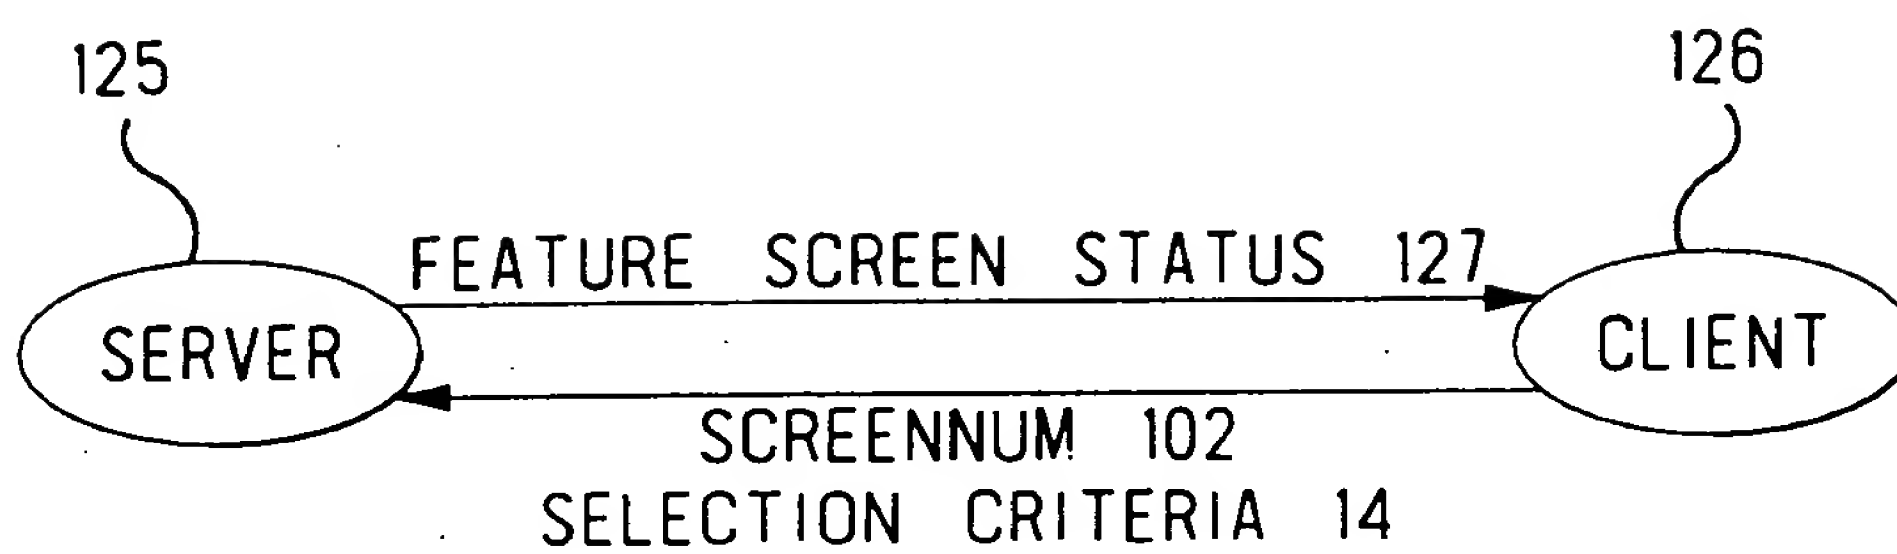 125
126
FEATURE SCREEN STATUS 127
SERVER
CLIENT
SCREENNUM 102
SELECTION CRITERIA 14